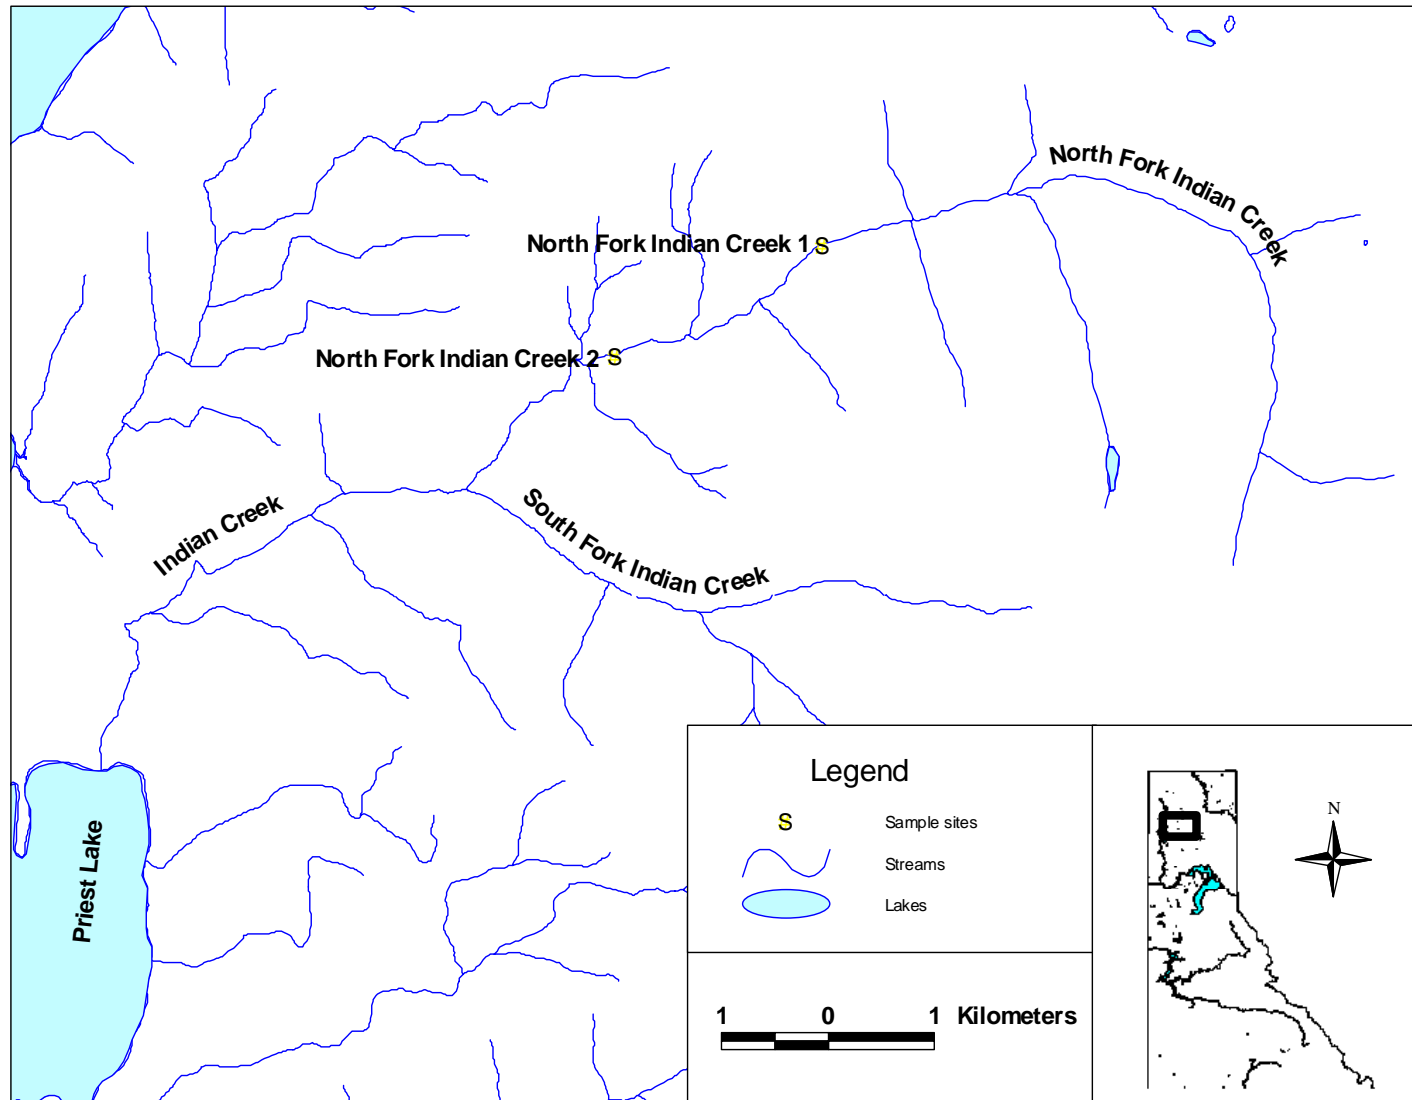 North Fork Indian Creek
North Fork Indian Creek 1 S
North Fork Indian Creek 2 S
Indian Creek
South Fork Indian Creek
Priest Lake
Legend
S Sample sites
Streams
Lakes
1 0 1 Kilometers
N